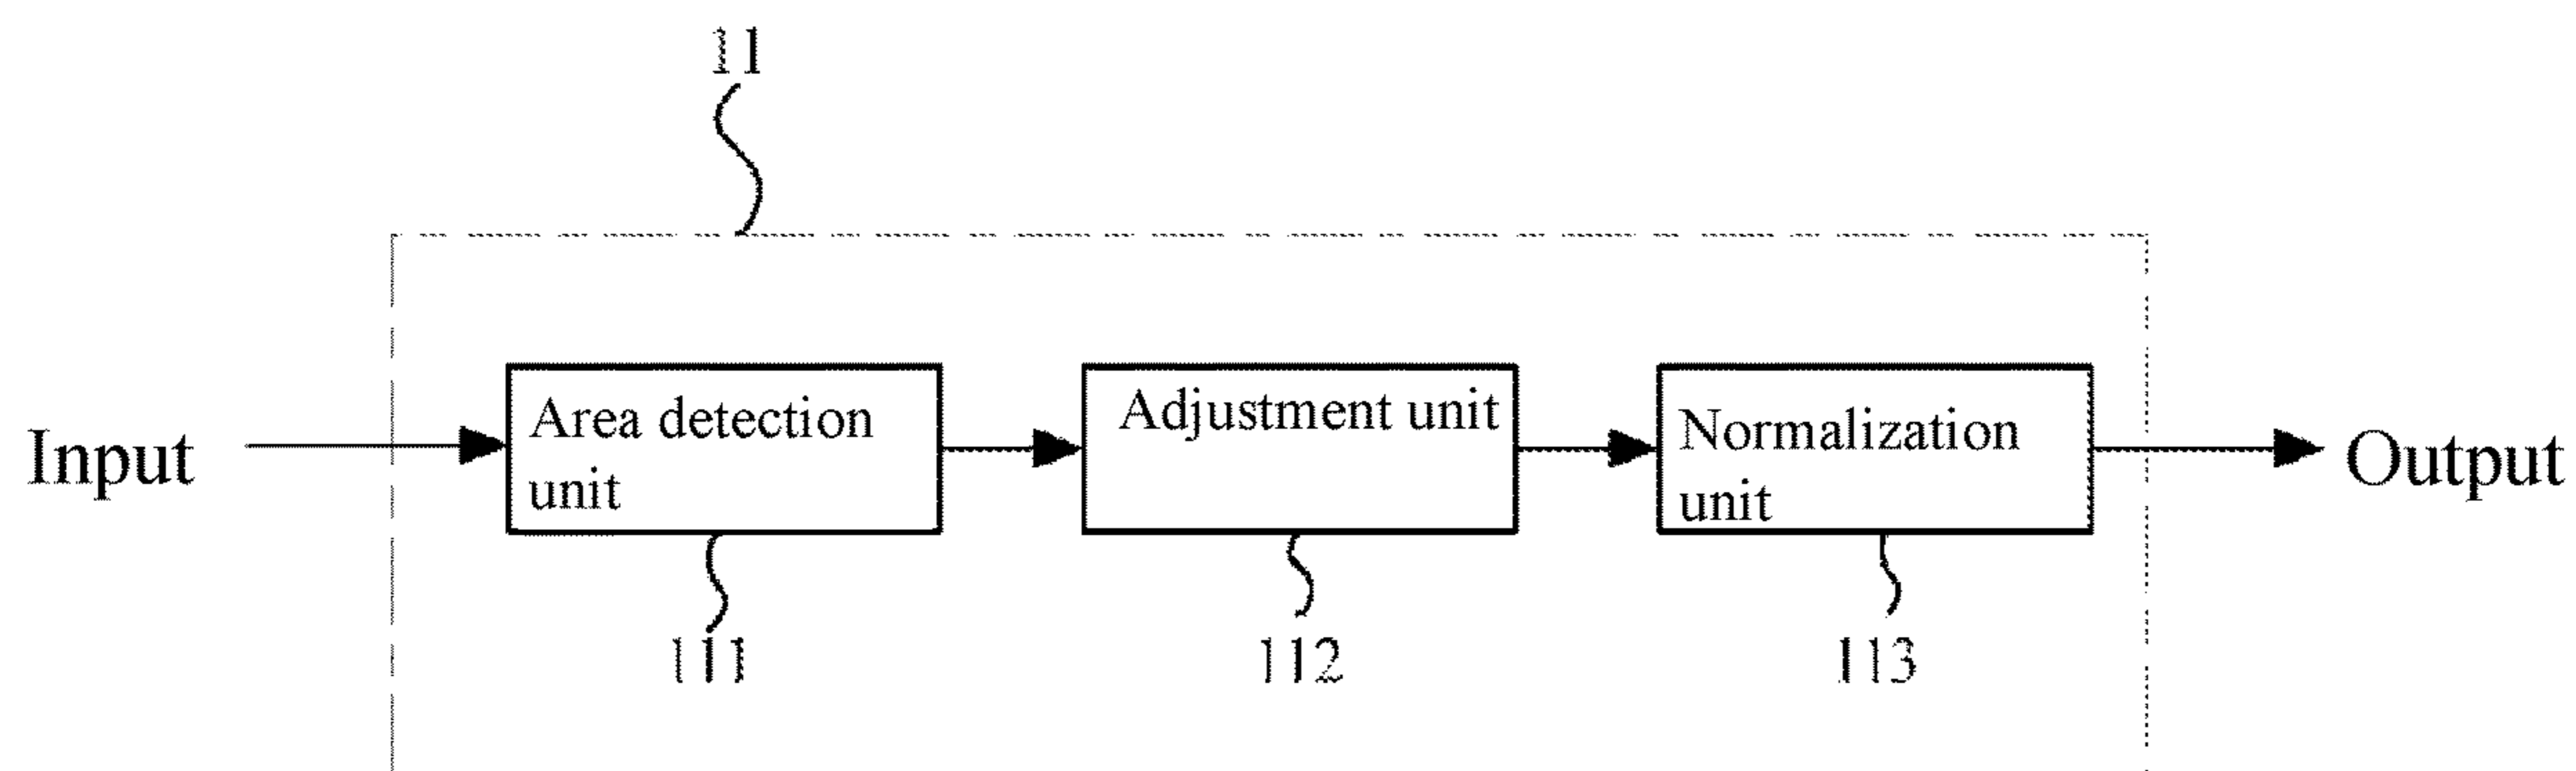 11
Input
Area detection
unit
Adjustment unit
Normalization
unit
Output
111
112
113